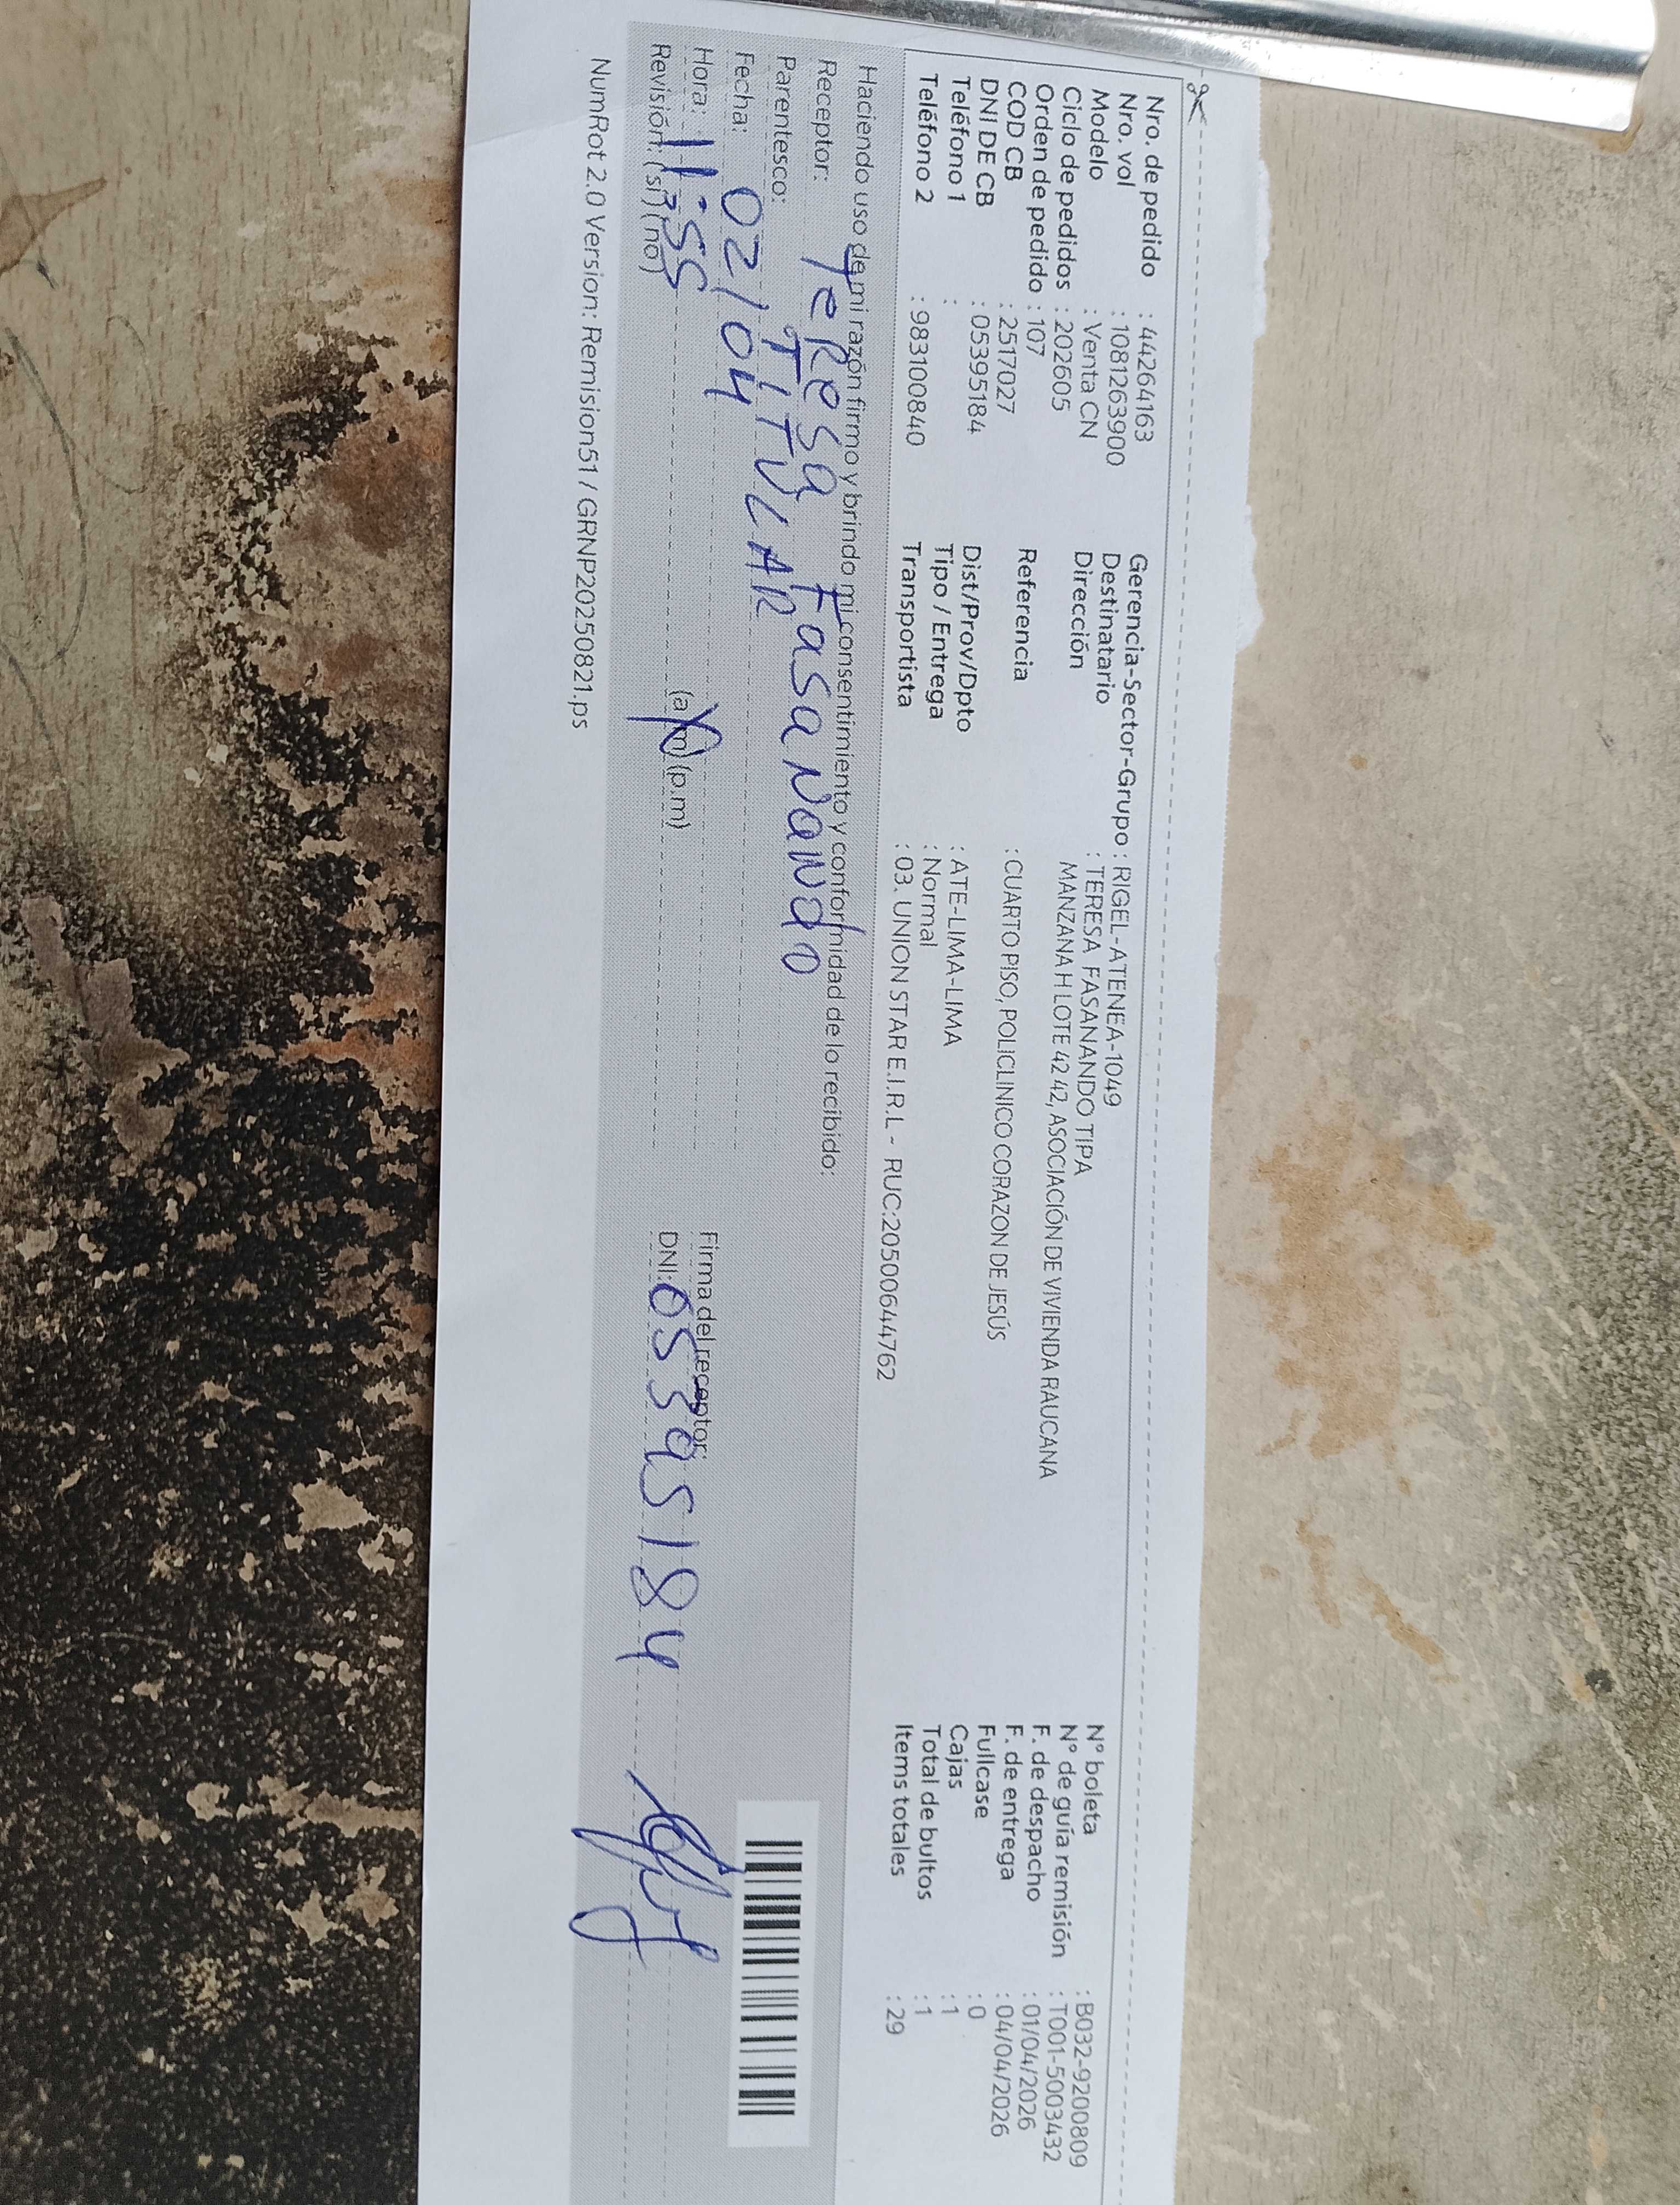 Nro. de pedido : 44264163
Nro. vol : 1081263900
Modelo : Venta CN
Ciclo de pedidos : 202605
Orden de pedido : 107
COD CB : 2517027
DNI DE CB : 05395184
Teléfono 1 :
Teléfono 2 : 983100840
Gerencia-Sector-Grupo : RIGEL-ATENEA-1049
Destinatario : TERESA FASANANDO TIPA
Dirección MANZANA H LOTE 42 42, ASOCIACIÓN DE VIVIENDA RAUCANA
Referencia : CUARTO PISO, POLICLINICO CORAZON DE JESÚS
Dist/Prov/Dpto : ATE-LIMA-LIMA
Tipo / Entrega : Normal
Transportista : 03. UNION STAR E.I.R.L - RUC:20500644762
N° boleta : B032-9200809
N° de guía remisión : T001-5003432
F. de despacho : 01/04/2026
F. de entrega : 04/04/2026
Fullcase : 0
Cajas : 1
Total de bultos : 1
Items totales : 29
Haciendo uso de mi razón firmo y brindo mi consentimiento y conformidad de lo recibido:
Receptor: TeResa Fasanando
Parentesco: TITULAR
Fecha: 02/04
Hora: 11:55 (a.m) (p.m)
Revisión: (si) (no)
Firma del receptor:
DNI: 05395184
NumRot 2.0 Version: Remision51 / GRNP20250821.ps